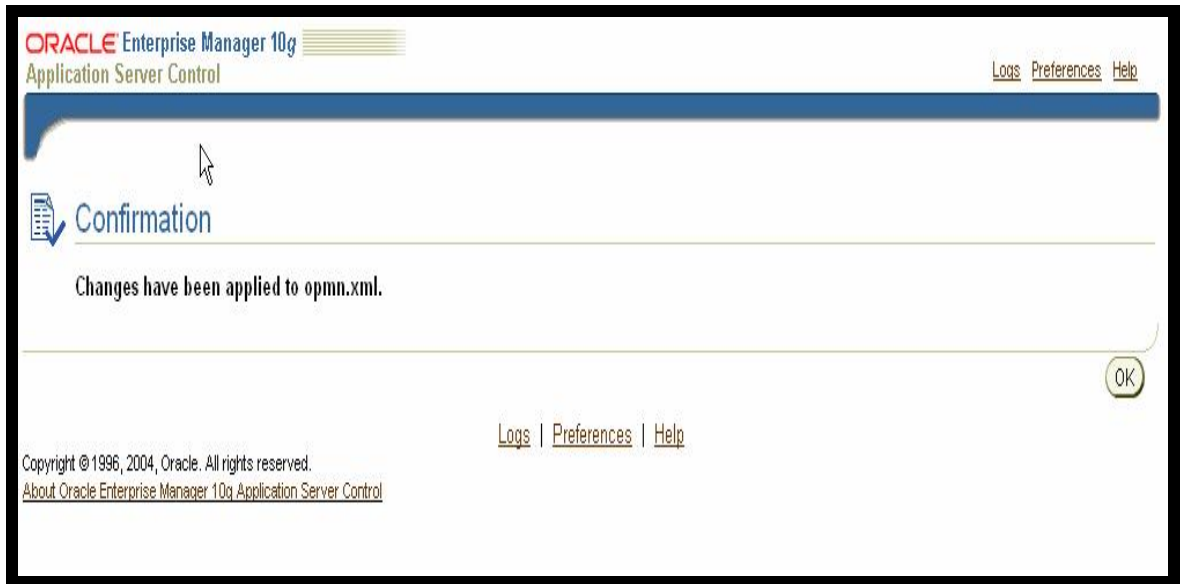 ORACLE Enterprise Manager 10g
Application Server Control
Logs Preferences Help
Confirmation
Changes have been applied to opmn.xml.
OK
Logs | Preferences | Help
Copyright © 1996, 2004, Oracle. All rights reserved.
About Oracle Enterprise Manager 10g Application Server Control